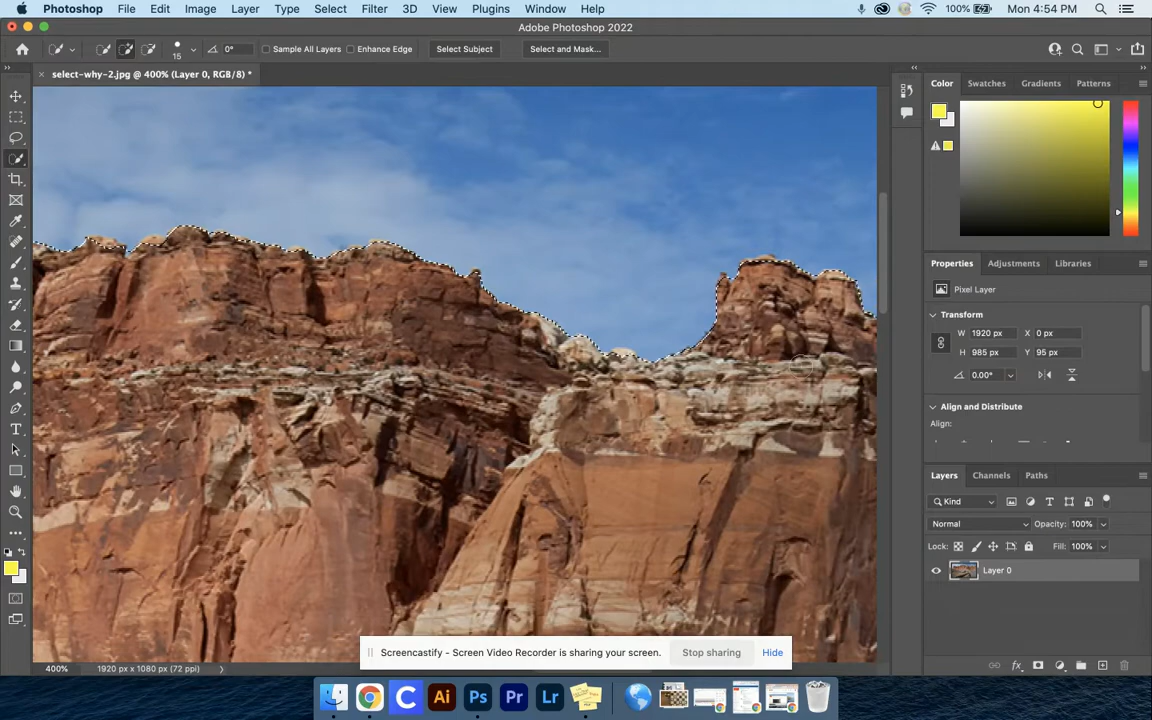 Photoshop File Edit Image Layer Type Select Filter 3D View Plugins Window Help 100% Mon 4:54 PM
Adobe Photoshop 2022
15 0° Sample All Layers Enhance Edge Select Subject Select and Mask...
select-why-2.jpg @ 400% (Layer 0, RGB/8) *
Color Swatches Gradients Patterns
Properties Adjustments Libraries
Pixel Layer
Transform
W 1920 px X 0 px
H 985 px Y 95 px
0.00°
Align and Distribute
Align:
Layers Channels Paths
Kind
Normal Opacity: 100%
Lock: Fill: 100%
Layer 0
Screencastify - Screen Video Recorder is sharing your screen. Stop sharing Hide
400% 1920 px x 1080 px (72 ppi)
C Ai Ps Pr Lr